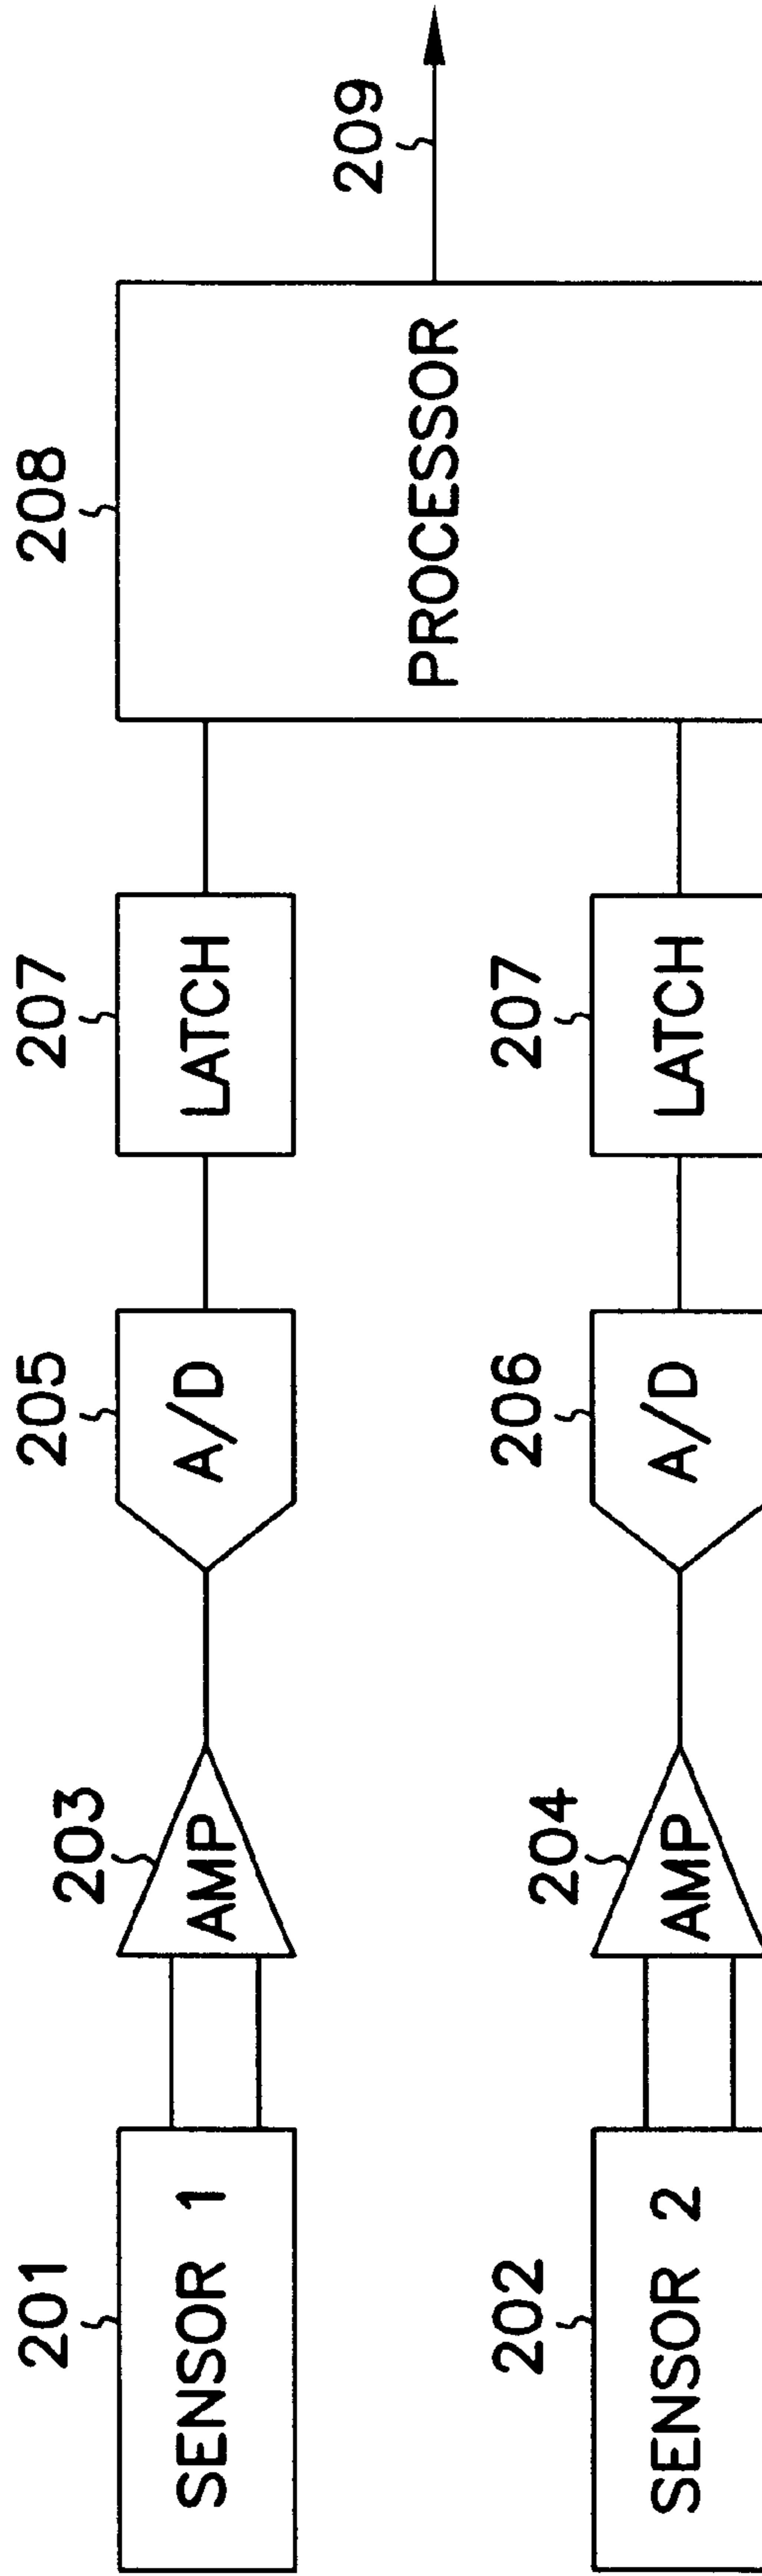 201
SENSOR 1
203
AMP
205
A/D
207
LATCH
208
PROCESSOR
209
202
SENSOR 2
204
AMP
206
A/D
207
LATCH